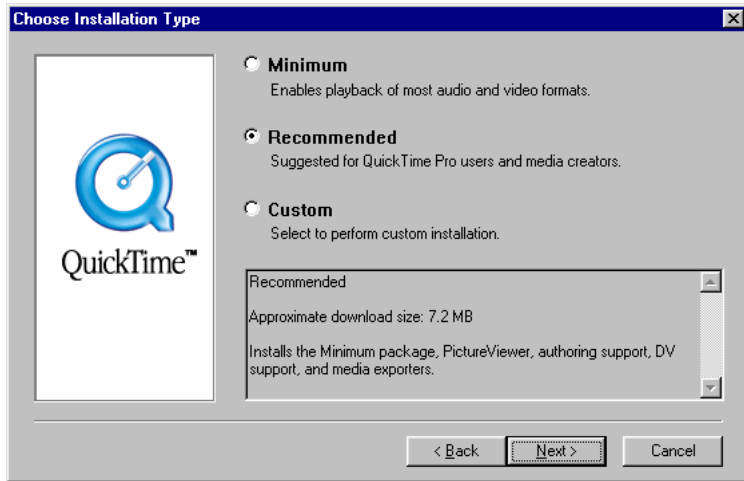 Choose Installation Type
QuickTime™
Minimum
Enables playback of most audio and video formats.
Recommended
Suggested for QuickTime Pro users and media creators.
Custom
Select to perform custom installation.
Recommended
Approximate download size: 7.2 MB
Installs the Minimum package, PictureViewer, authoring support, DV
support, and media exporters.
< Back
Next >
Cancel